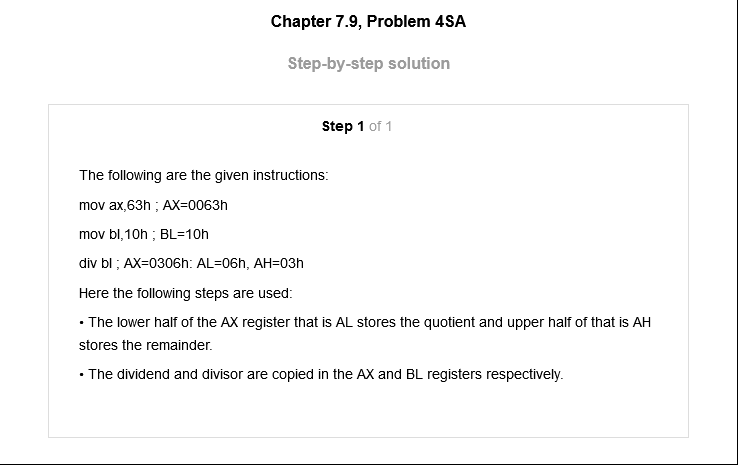 Chapter 7.9, Problem 4SA
Step-by-step solution
Step 1 of 1
The following are the given instructions:
mov ax,63h ; AX=0063h
mov bl,10h ; BL=10h
div bl ; AX=0306h: AL=06h, AH=03h
Here the following steps are used:
• The lower half of the AX register that is AL stores the quotient and upper half of that is AH
stores the remainder.
• The dividend and divisor are copied in the AX and BL registers respectively.